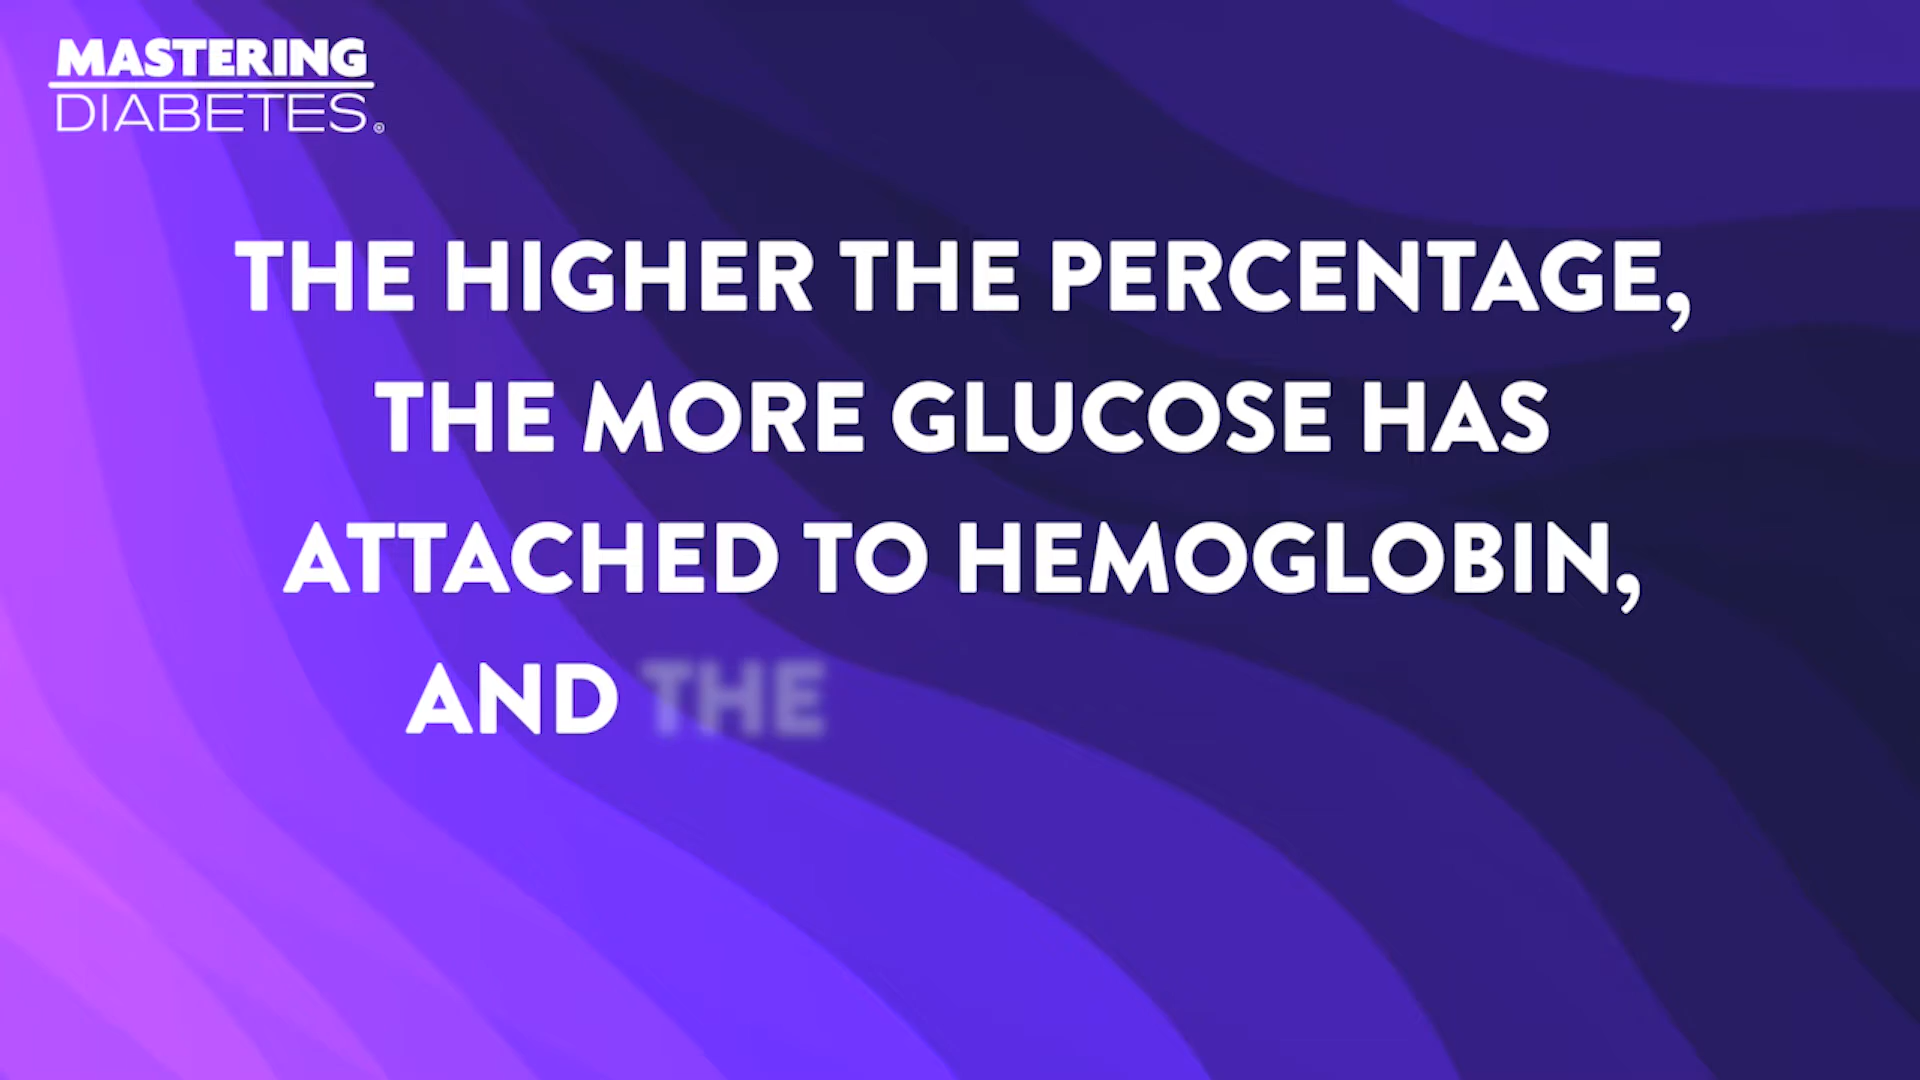 MASTERING
DIABETES®
THE HIGHER THE PERCENTAGE,
THE MORE GLUCOSE HAS
ATTACHED TO HEMOGLOBIN,
AND THE